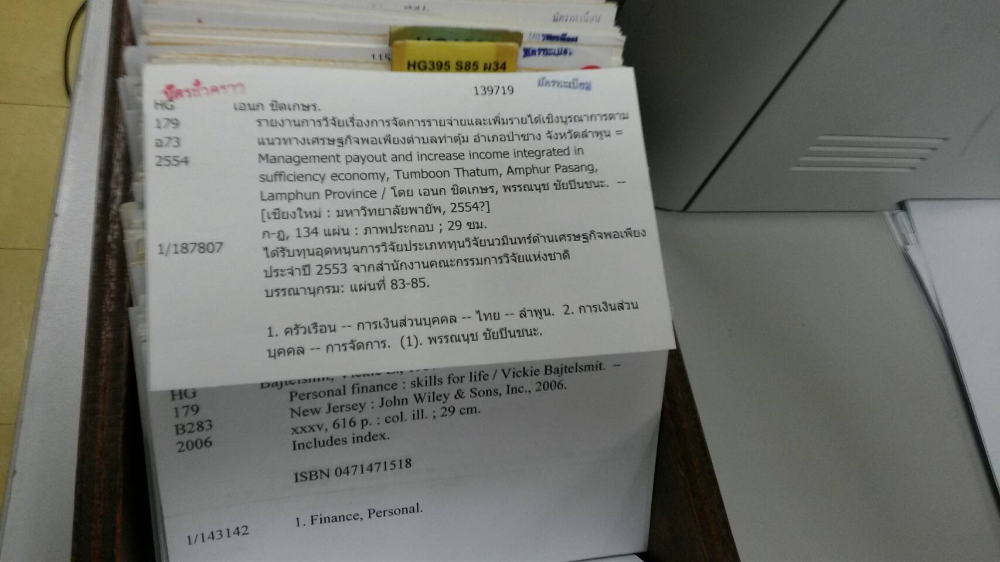 บัตรทะเบียน
115
HG395 S85 ผ34
บัตรชั่วคราว
139719
บัตรทะเบียน
HG เอนก ชิตเกษร.
179 รายงานการวิจัยเรื่องการจัดการรายจ่ายและเพิ่มรายได้เชิงบูรณาการตาม
อ73 แนวทางเศรษฐกิจพอเพียงตำบลท่าตุ้ม อำเภอป่าซาง จังหวัดลำพูน =
2554 Management payout and increase income integrated in
sufficiency economy, Tumboon Thatum, Amphur Pasang,
Lamphun Province / โดย เอนก ชิตเกษร, พรรณนุช ชัยปินชนะ. --
[เชียงใหม่ : มหาวิทยาลัยพายัพ, 2554?]
ก-ฏ, 134 แผ่น : ภาพประกอบ ; 29 ซม.
1/187807 ได้รับทุนอุดหนุนการวิจัยประเภททุนวิจัยนวมินทร์ด้านเศรษฐกิจพอเพียง
ประจำปี 2553 จากสำนักงานคณะกรรมการวิจัยแห่งชาติ
บรรณานุกรม: แผ่นที่ 83-85.
1. ครัวเรือน -- การเงินส่วนบุคคล -- ไทย -- ลำพูน. 2. การเงินส่วน
บุคคล -- การจัดการ. (1). พรรณนุช ชัยปินชนะ.
HG Bajtelsmit, Vickie L.,
179 Personal finance : skills for life / Vickie Bajtelsmit. –
B283 New Jersey : John Wiley & Sons, Inc., 2006.
2006 xxxv, 616 p. : col. ill. ; 29 cm.
Includes index.
ISBN 0471471518
1/143142 1. Finance, Personal.